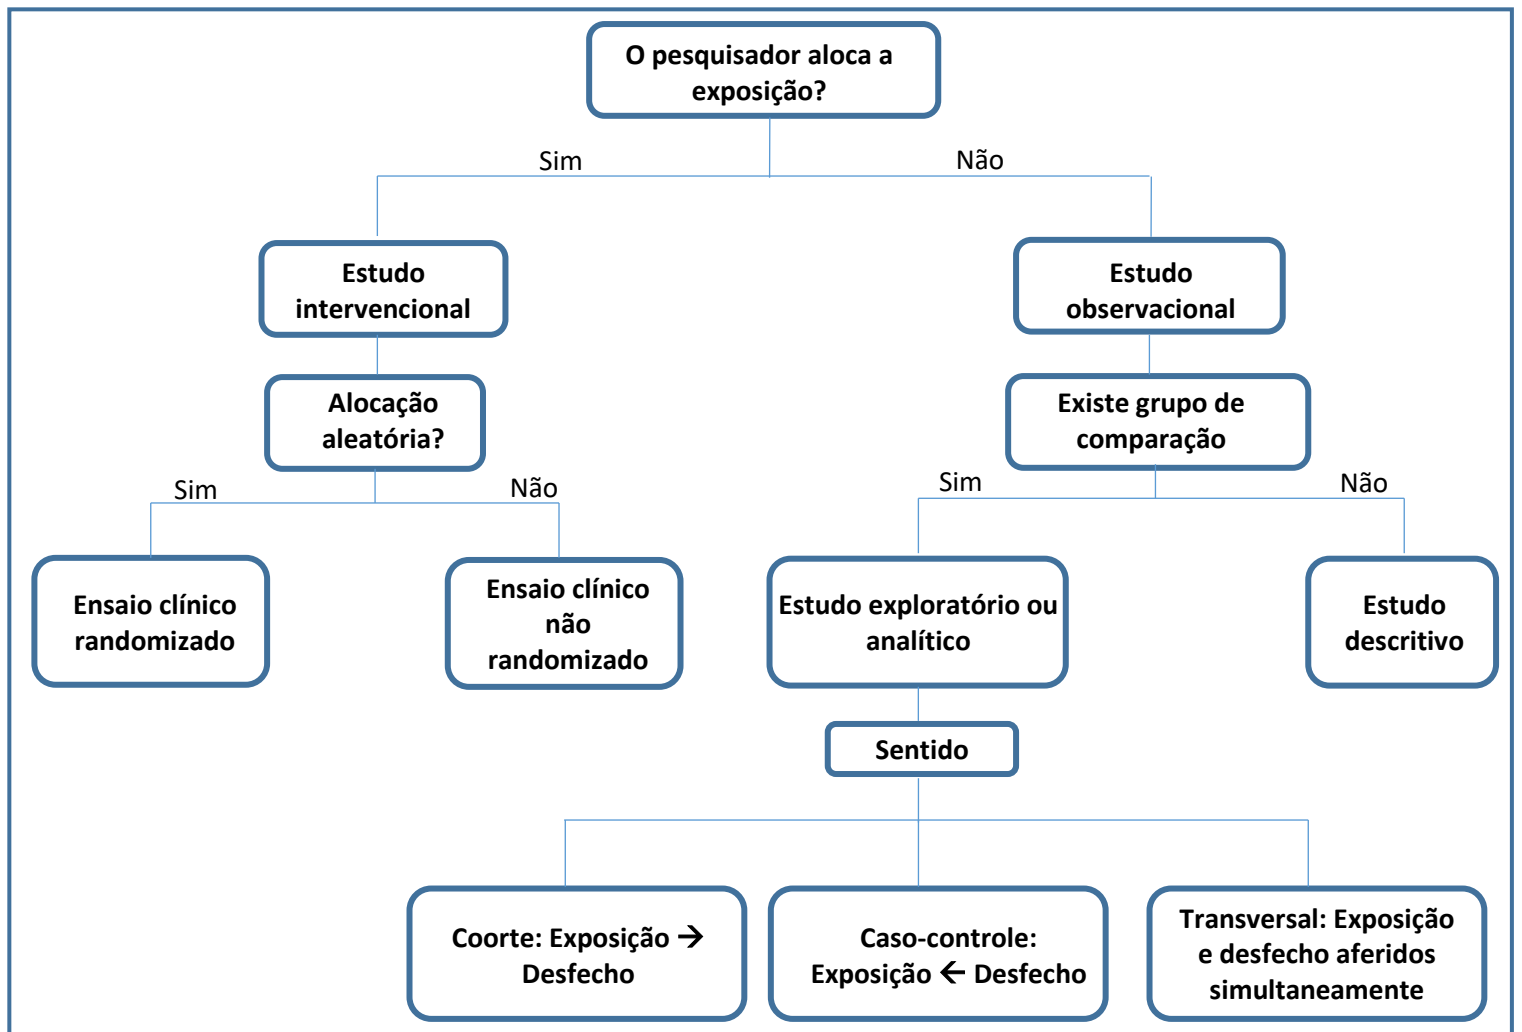 O pesquisador aloca a
exposição?
Sim
Não
Estudo
intervencional
Estudo
observacional
Alocação
aleatória?
Existe grupo de
comparação
Sim
Não
Sim
Não
Ensaio clínico
randomizado
Ensaio clínico
não
randomizado
Estudo exploratório ou
analítico
Estudo
descritivo
Sentido
Coorte: Exposição →
Desfecho
Caso-controle:
Exposição ← Desfecho
Transversal: Exposição
e desfecho aferidos
simultaneamente